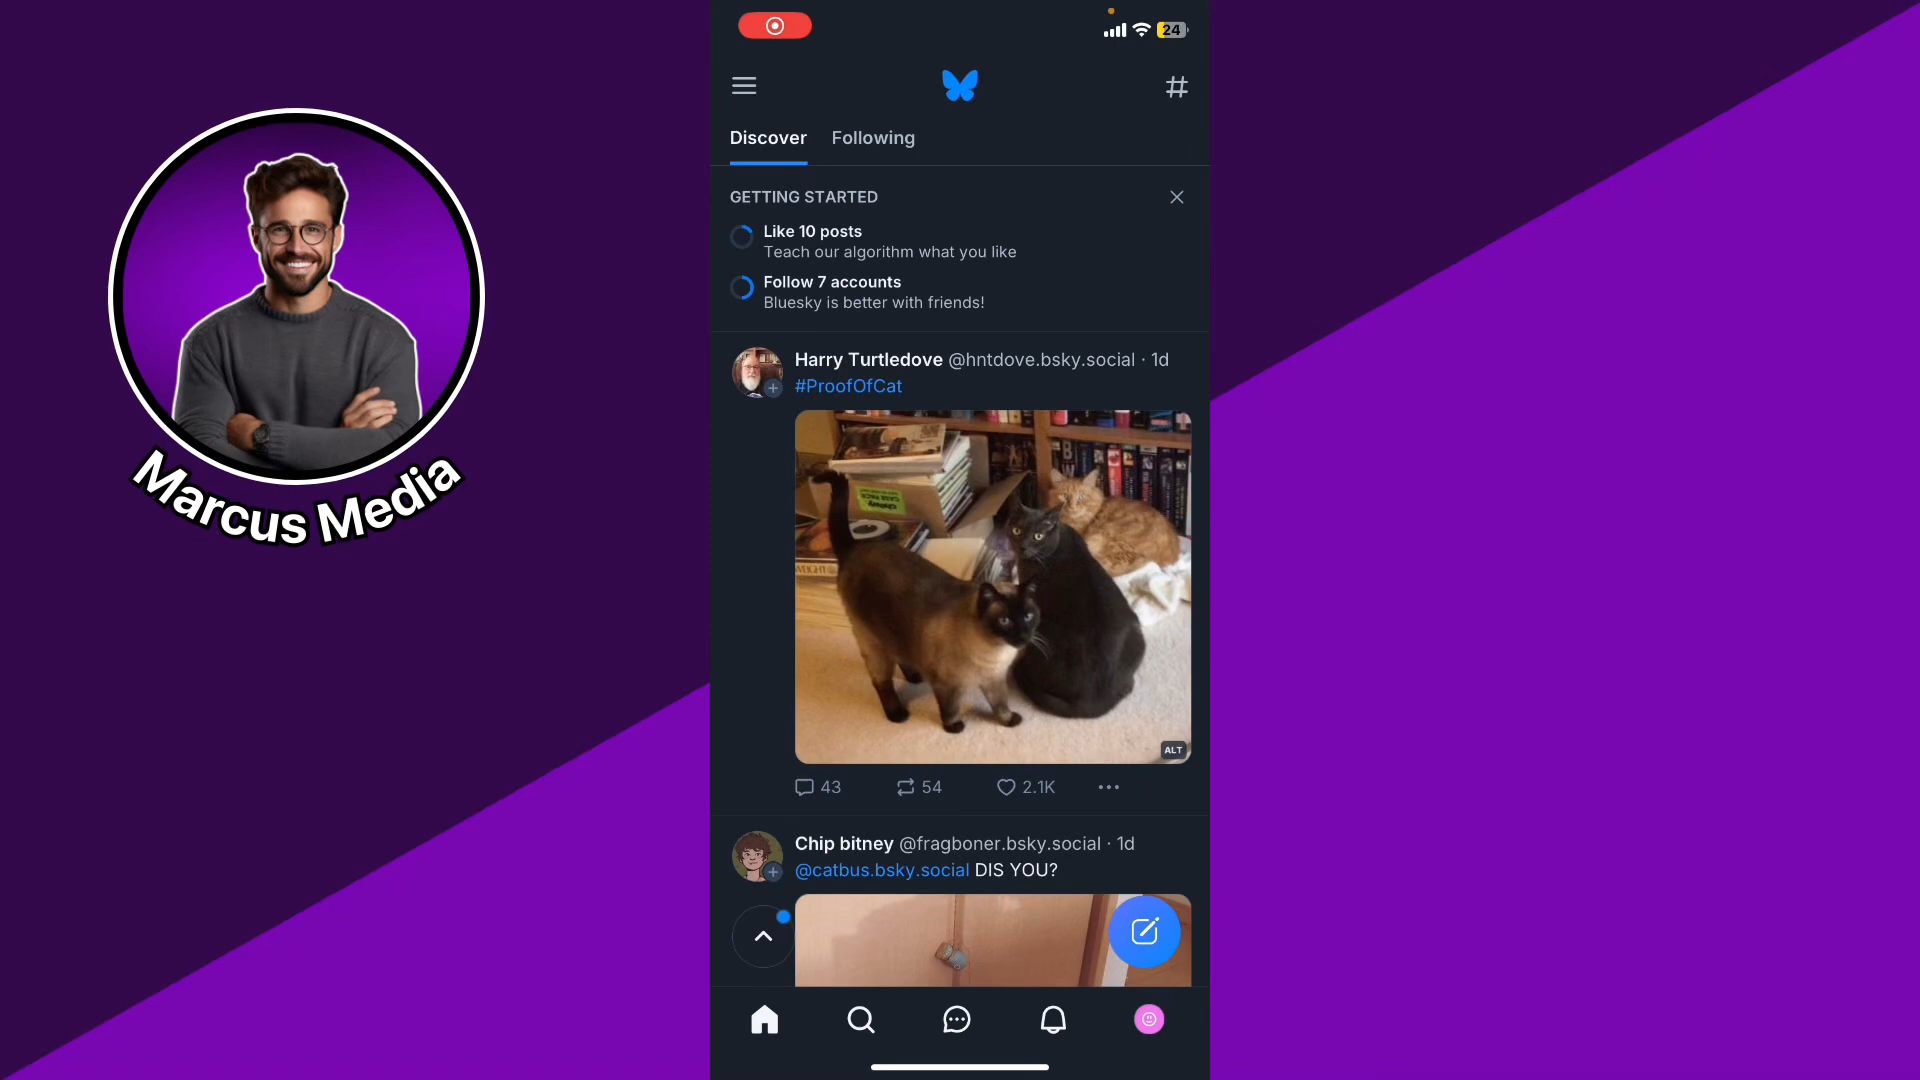 24
Discover Following
GETTING STARTED
Like 10 posts
Teach our algorithm what you like
Follow 7 accounts
Bluesky is better with friends!
Harry Turtledove @hntdove.bsky.social · 1d
#ProofOfCat
ALT
43 54 2.1K
Chip bitney @fragboner.bsky.social · 1d
@catbus.bsky.social DIS YOU?
Marcus Media